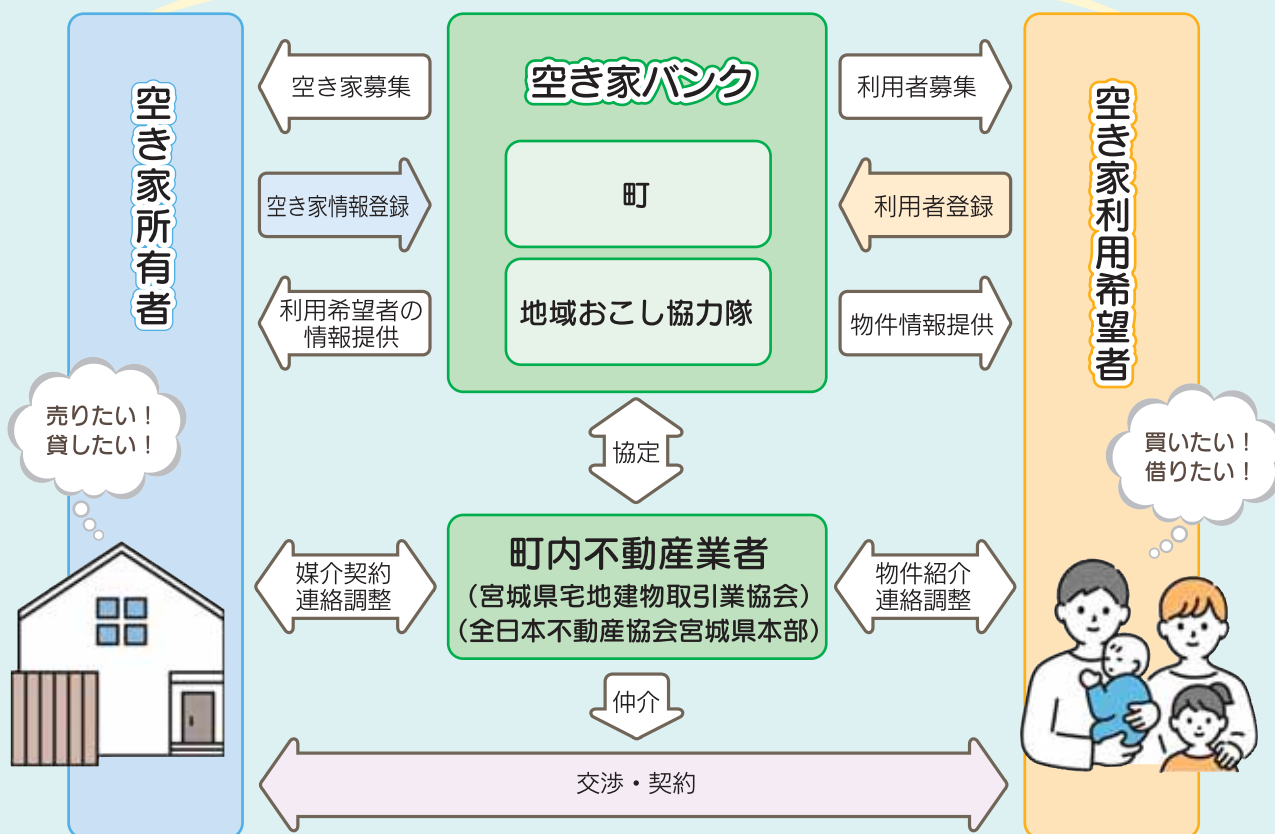 空き家所有者
売りたい！
貸したい！
空き家募集
空き家情報登録
利用希望者の
情報提供
空き家バンク
町
地域おこし協力隊
利用者募集
利用者登録
物件情報提供
空き家利用希望者
買いたい！
借りたい！
協定
媒介契約
連絡調整
町内不動産業者
（宮城県宅地建物取引業協会）
（全日本不動産協会宮城県本部）
物件紹介
連絡調整
仲介
交渉・契約